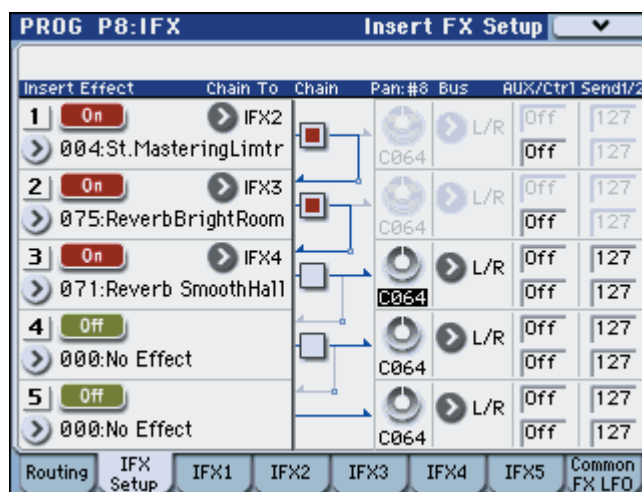 PROG P8:IFX Insert FX Setup
Insert Effect Chain To Chain Pan:#8 Bus AUX/Ctrl Send1/2
1 On IFX2 L/R Off 127
004:St.MasteringLimtr C064 Off 127
2 On IFX3 L/R Off 127
075:ReverbBrightRoom C064 Off 127
3 On IFX4 L/R Off 127
071:Reverb SmoothHall C064 Off 127
4 Off L/R Off 127
000:No Effect C064 Off 127
5 Off L/R Off 127
000:No Effect C064 Off 127
Routing IFX Setup IFX1 IFX2 IFX3 IFX4 IFX5 Common FX LFO